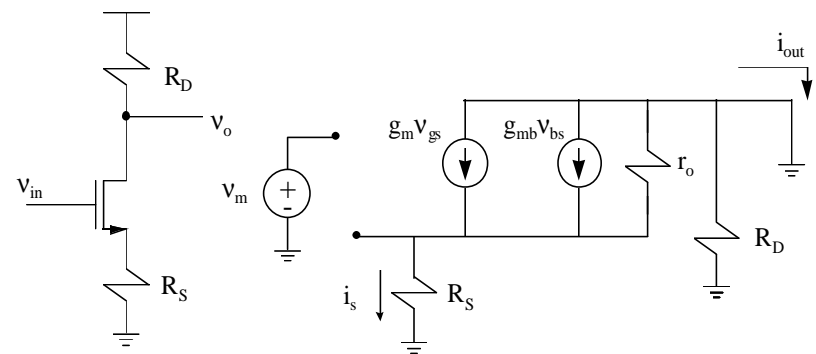 R_D
ν_o
ν_in
R_S
ν_m
+
-
g_mν_gs
g_mbν_bs
r_o
R_D
i_out
i_s
R_S